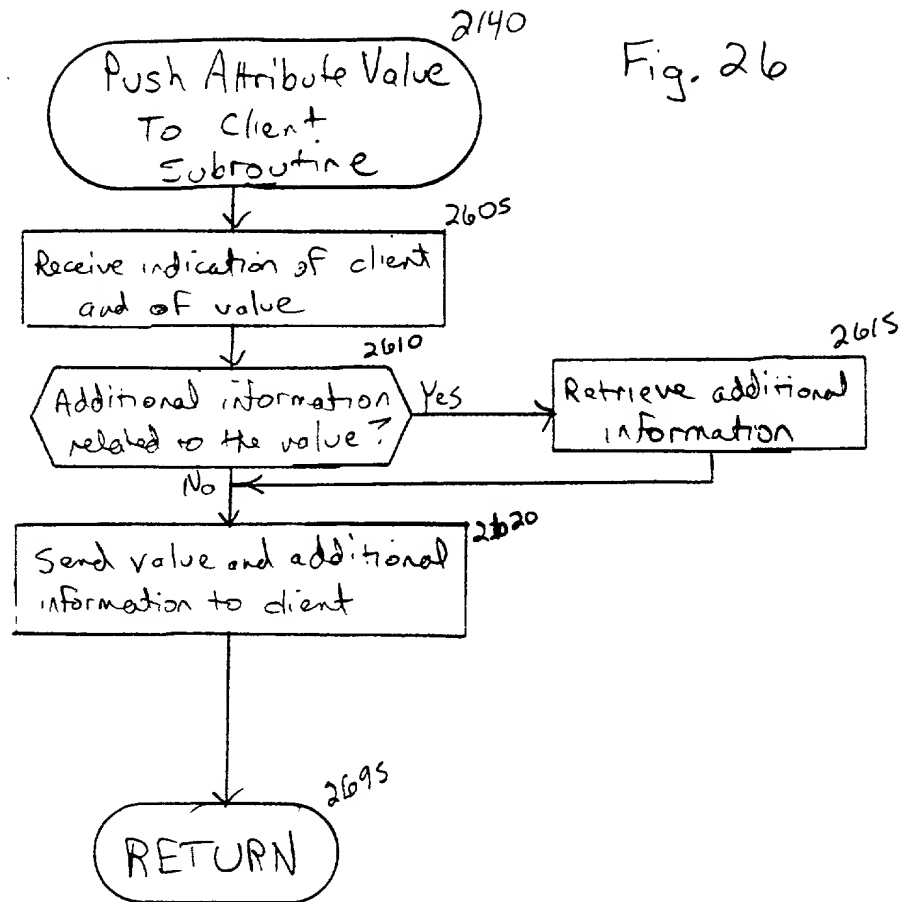 2140
Fig. 26
Push Attribute Value
To Client
Subroutine
2605
Receive indication of client
and of value
2610
Additional information
related to the value?
Yes
2615
Retrieve additional
information
No
2620
Send value and additional
information to client
2695
RETURN